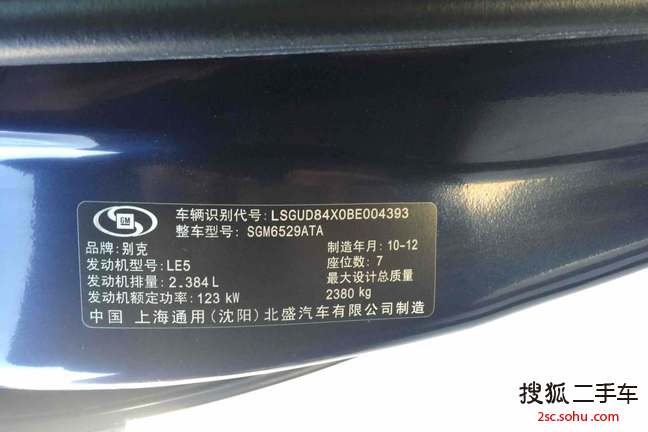 GM
车辆识别代号: LSGUD84X0BE004393
整车型号: SGM6529ATA
品牌: 别克 制造年月: 10-12
发动机型号: LE5 座位数: 7
发动机排量: 2.384L 最大设计总质量
发动机额定功率: 123 kW 2380 kg
中国 上海通用(沈阳)北盛汽车有限公司制造
搜狐二手车
2sc.sohu.com